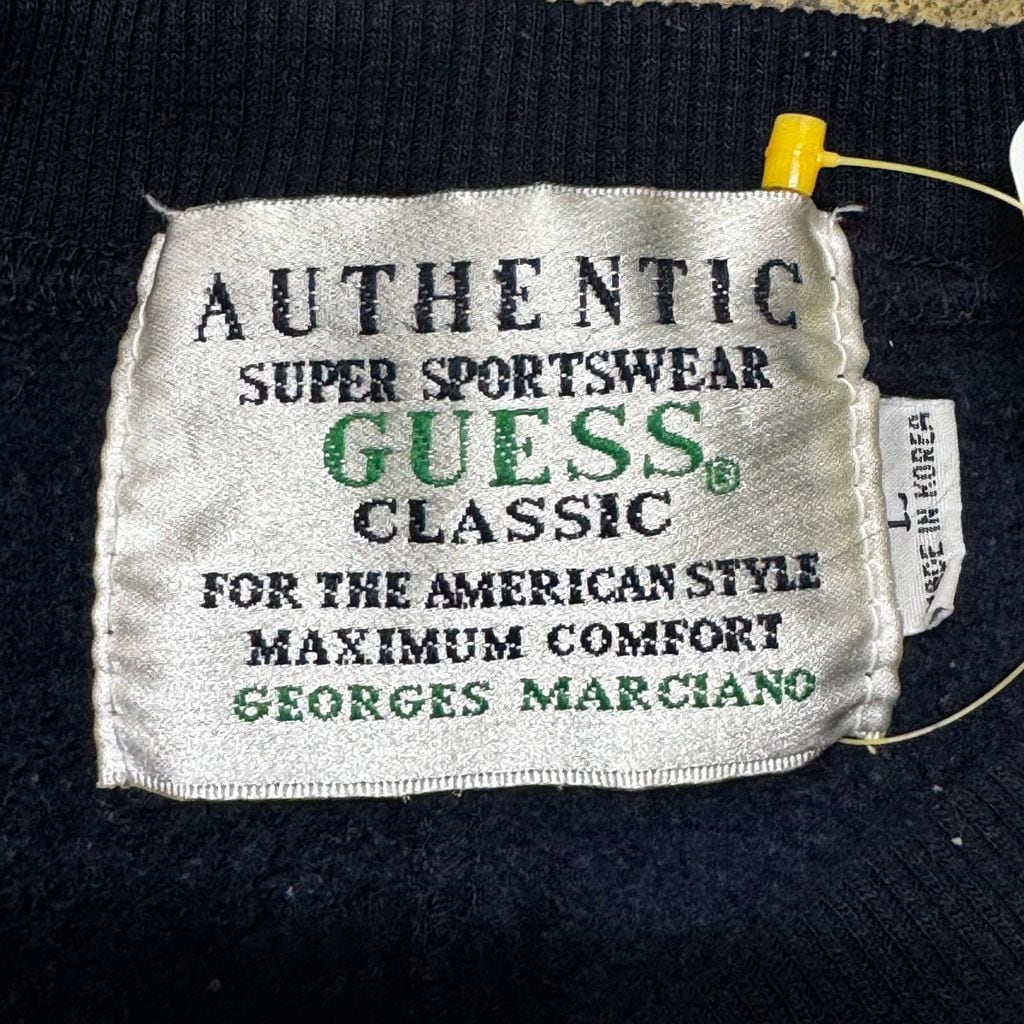 AUTHENTIC
SUPER SPORTSWEAR
GUESS®
CLASSIC
FOR THE AMERICAN STYLE
MAXIMUM COMFORT
GEORGES MARCIANO
L
MADE IN KOREA